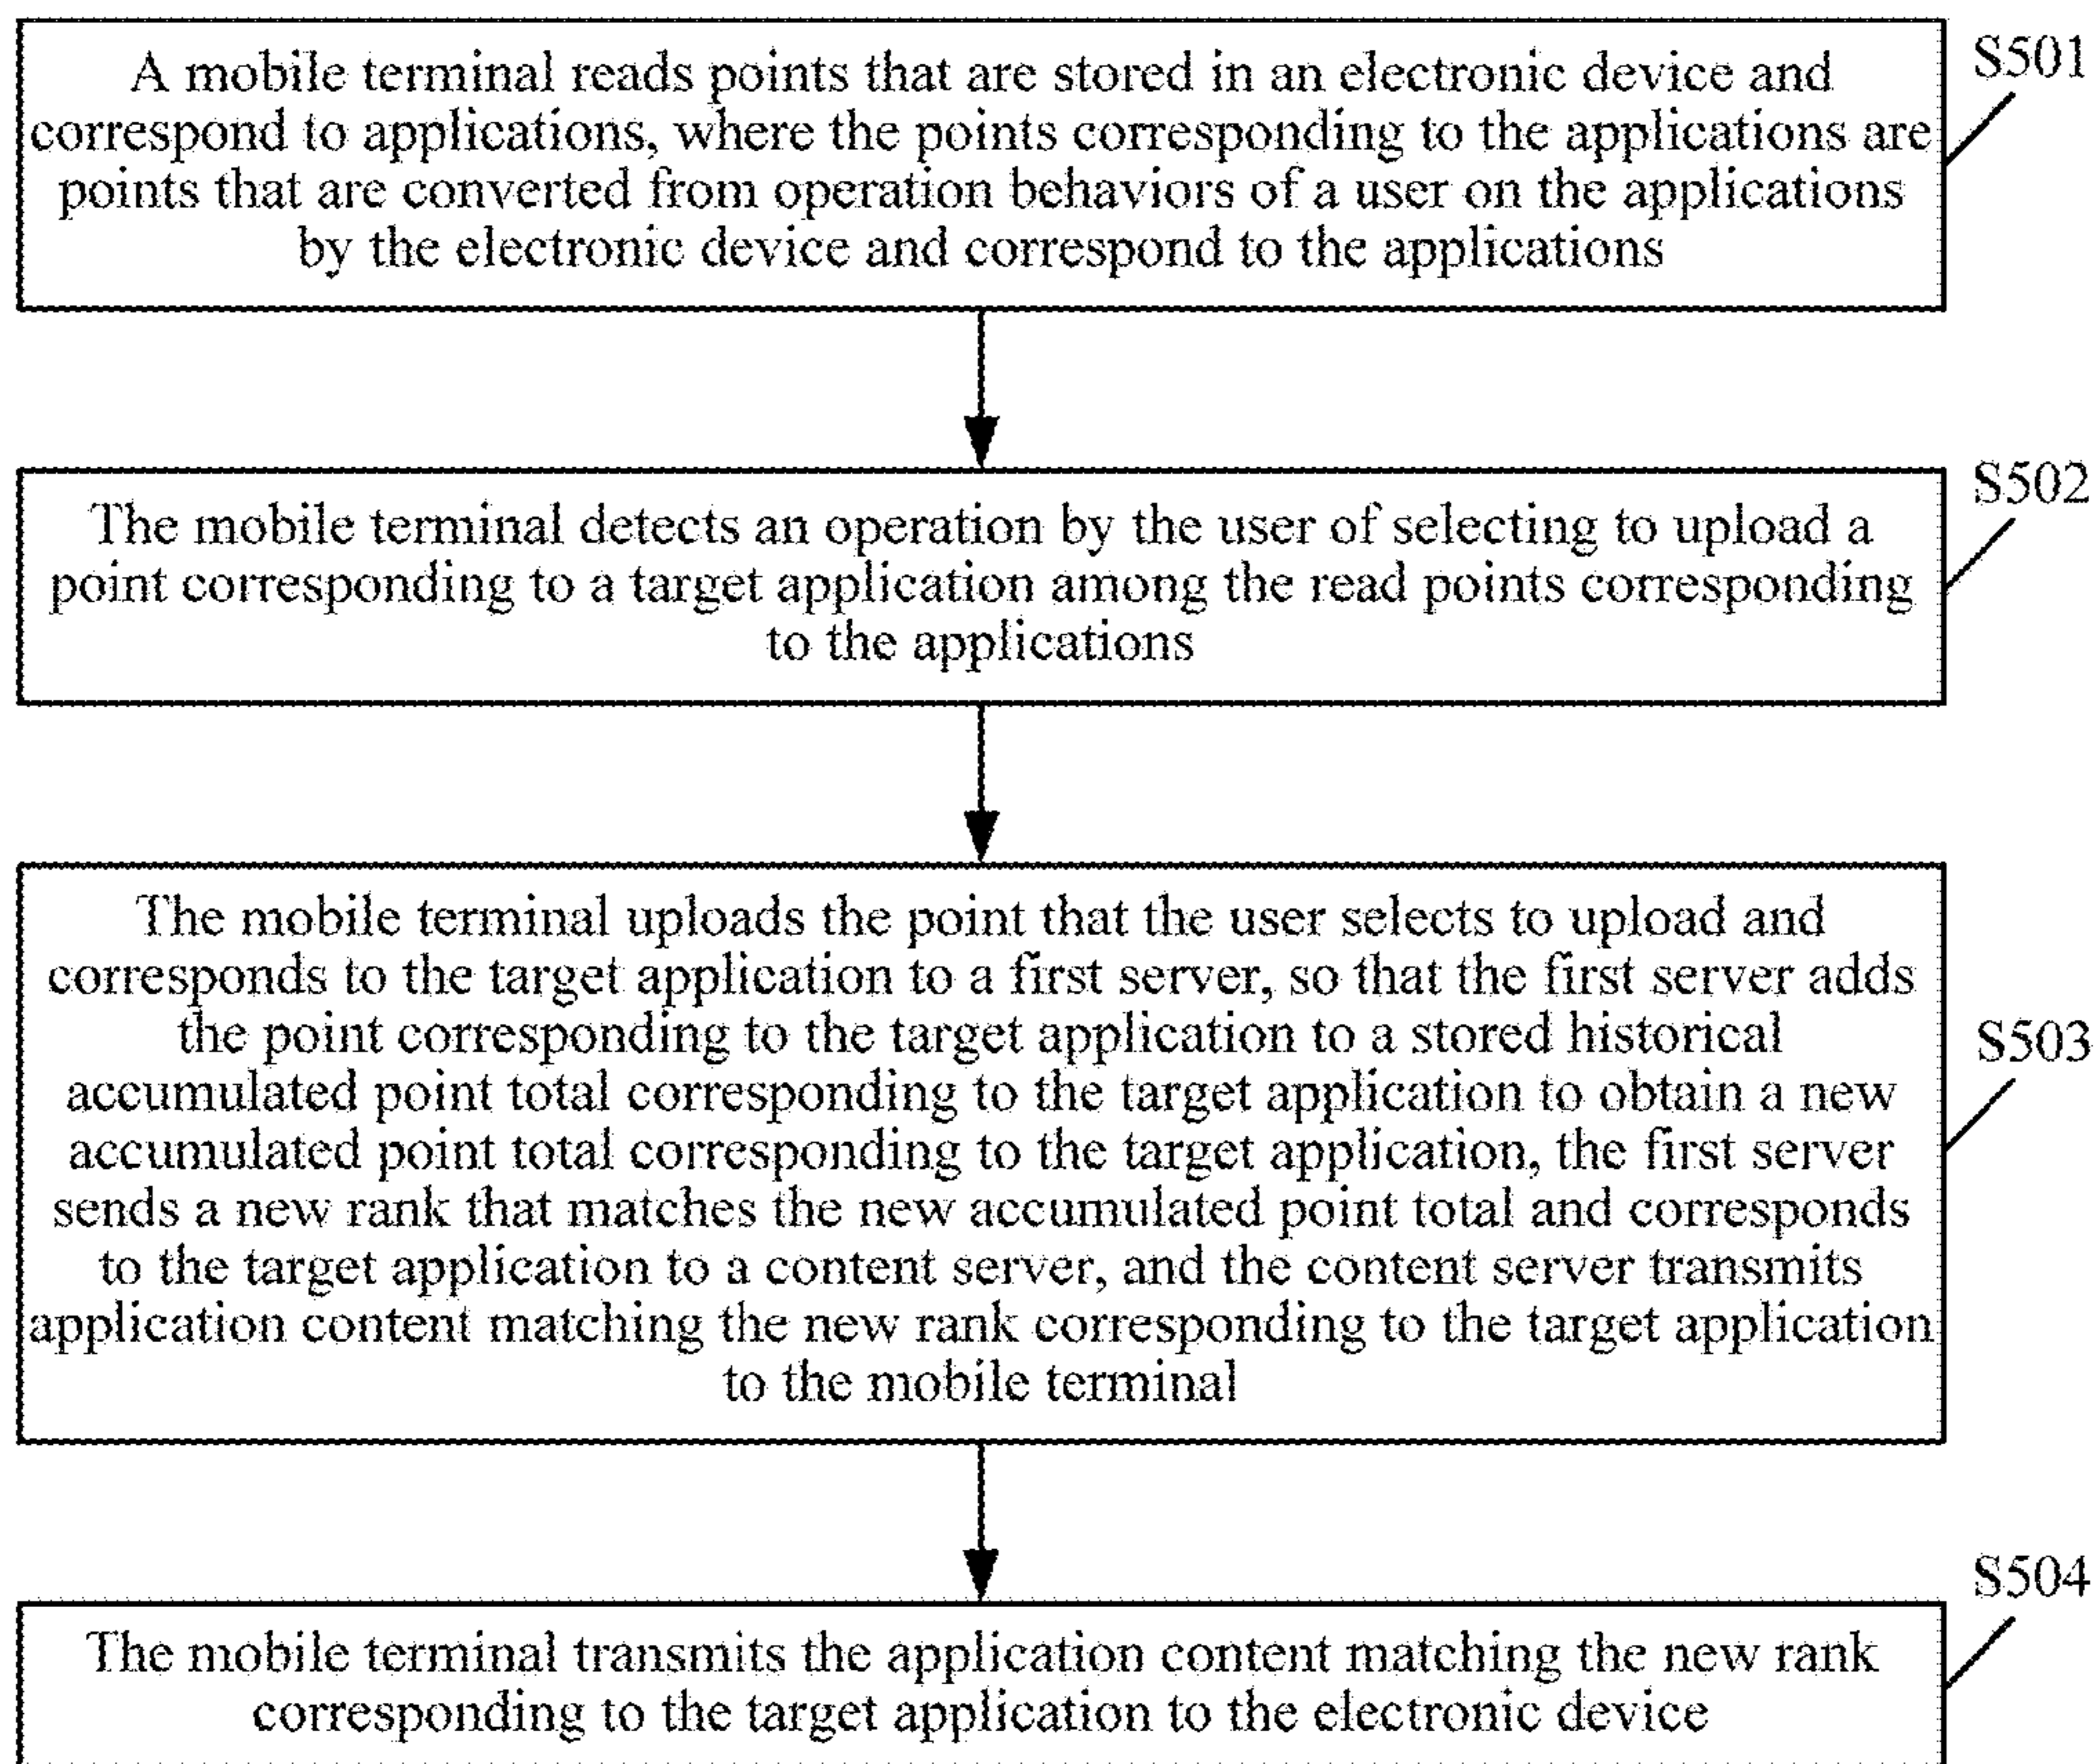 A mobile terminal reads points that are stored in an electronic device and
correspond to applications, where the points corresponding to the applications are
points that are converted from operation behaviors of a user on the applications
by the electronic device and correspond to the applications
S501
The mobile terminal detects an operation by the user of selecting to upload a
point corresponding to a target application among the read points corresponding
to the applications
S502
The mobile terminal uploads the point that the user selects to upload and
corresponds to the target application to a first server, so that the first server adds
the point corresponding to the target application to a stored historical
accumulated point total corresponding to the target application to obtain a new
accumulated point total corresponding to the target application, the first server
sends a new rank that matches the new accumulated point total and corresponds
to the target application to a content server, and the content server transmits
application content matching the new rank corresponding to the target application
to the mobile terminal
S503
The mobile terminal transmits the application content matching the new rank
corresponding to the target application to the electronic device
S504